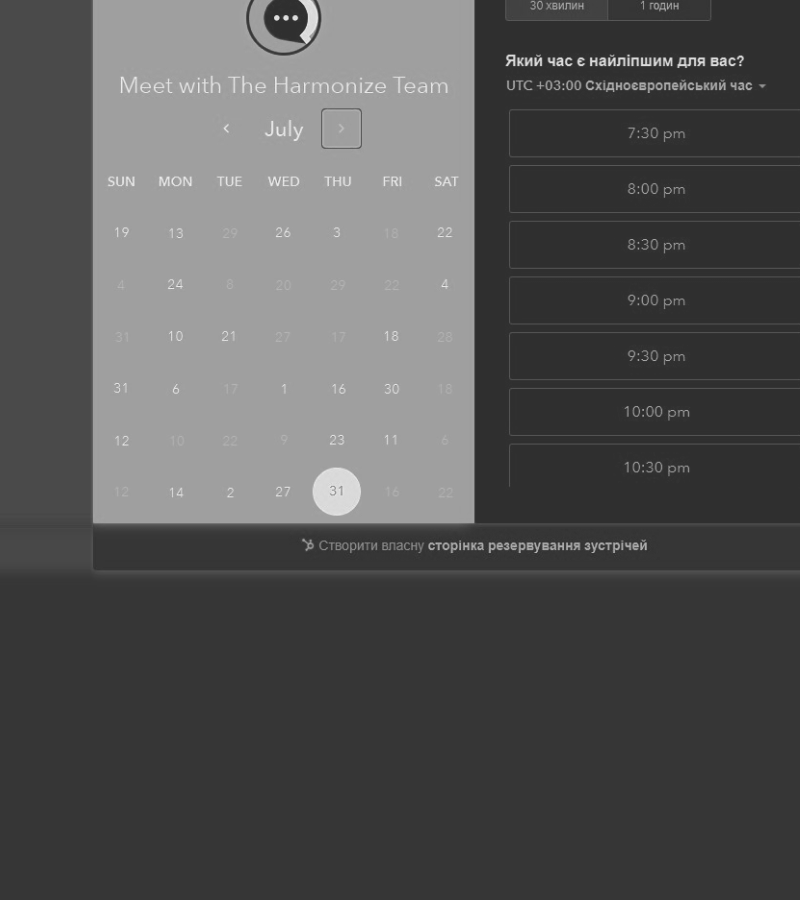 30 хвилин 1 годин
Який час є найліпшим для вас?
UTC +03:00 Східноєвропейський час
Meet with The Harmonize Team
July
SUN MON TUE WED THU FRI SAT
19 13 29 26 3 18 22
4 24 8 20 29 22 4
31 10 21 27 17 18 28
31 6 17 1 16 30 18
12 10 22 9 23 11 6
12 14 2 27 31 16 22
7:30 pm
8:00 pm
8:30 pm
9:00 pm
9:30 pm
10:00 pm
10:30 pm
Створити власну сторінка резервування зустрічей